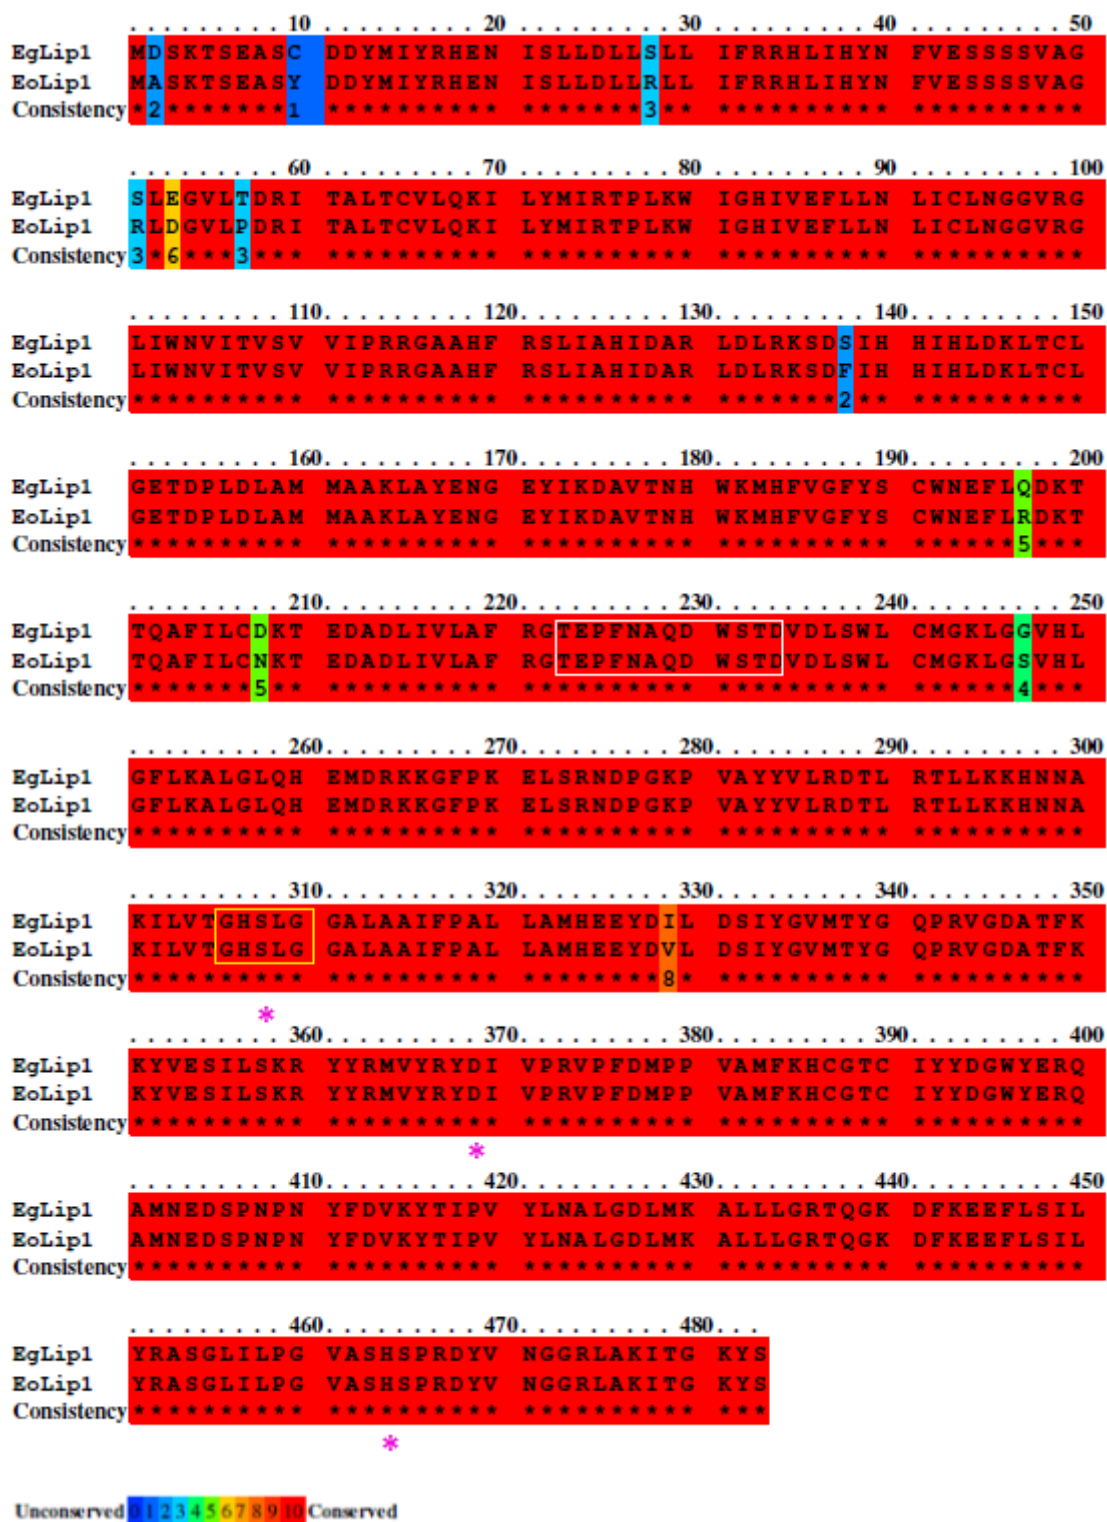 . . . . . . . . . 10 . . . . . . . . . 20 . . . . . . . . . 30 . . . . . . . . . 40 . . . . . . . . . 50
EgLip1 MDSKTSEASC DDYMIYRHEN ISLLDLLSLL IFRRHLIHYN FVESSSSVAG
EoLip1 MASKTSEASY DDYMIYRHEN ISLLDLLRLL IFRRHLIHYN FVESSSSVAG
Consistency *2*******1 ********** *******3** ********** **********
. . . . . . . . . 60 . . . . . . . . . 70 . . . . . . . . . 80 . . . . . . . . . 90 . . . . . . . . . 100
EgLip1 SLEGVLTDRI TALTCVLQKI LYMIRTPLKW IGHIVEFLLN LICLNGGVRG
EoLip1 RLDGVLPDRI TALTCVLQKI LYMIRTPLKW IGHIVEFLLN LICLNGGVRG
Consistency 3*6***3*** ********** ********** ********** **********
. . . . . . . . . 110 . . . . . . . . . 120 . . . . . . . . . 130 . . . . . . . . . 140 . . . . . . . . . 150
EgLip1 LIWNVITVSV VIPRRGAAHF RSLIAHIDAR LDLRKSDSIH HIHLDKLTCL
EoLip1 LIWNVITVSV VIPRRGAAHF RSLIAHIDAR LDLRKSDFIH HIHLDKLTCL
Consistency ********** ********** ********** *******2** **********
. . . . . . . . . 160 . . . . . . . . . 170 . . . . . . . . . 180 . . . . . . . . . 190 . . . . . . . . . 200
EgLip1 GETDPLDLAM MAAKLAYENG EYIKDAVTNH WKMHFVGFYS CWNEFLQDKT
EoLip1 GETDPLDLAM MAAKLAYENG EYIKDAVTNH WKMHFVGFYS CWNEFLRDKT
Consistency ********** ********** ********** ********** ******5***
. . . . . . . . . 210 . . . . . . . . . 220 . . . . . . . . . 230 . . . . . . . . . 240 . . . . . . . . . 250
EgLip1 TQAFILCDKT EDADLIVLAF RGTEPFNAQD WSTDVDLSWL CMGKLGGVHL
EoLip1 TQAFILCNKT EDADLIVLAF RGTEPFNAQD WSTDVDLSWL CMGKLGSVHL
Consistency *******5** ********** ********** ********** ******4***
. . . . . . . . . 260 . . . . . . . . . 270 . . . . . . . . . 280 . . . . . . . . . 290 . . . . . . . . . 300
EgLip1 GFLKALGLQH EMDRKKGFPK ELSRNDPGKP VAYYVLRDTL RTLLKKHNNA
EoLip1 GFLKALGLQH EMDRKKGFPK ELSRNDPGKP VAYYVLRDTL RTLLKKHNNA
Consistency ********** ********** ********** ********** **********
. . . . . . . . . 310 . . . . . . . . . 320 . . . . . . . . . 330 . . . . . . . . . 340 . . . . . . . . . 350
EgLip1 KILVTGHSLG GALAAIFPAL LAMHEEYDIL DSIYGVMTYG QPRVGDATFK
EoLip1 KILVTGHSLG GALAAIFPAL LAMHEEYDVL DSIYGVMTYG QPRVGDATFK
Consistency ********** ********** ********8* ********** **********
*
. . . . . . . . . 360 . . . . . . . . . 370 . . . . . . . . . 380 . . . . . . . . . 390 . . . . . . . . . 400
EgLip1 KYVESILSKR YYRMVYRYDI VPRVPFDMPP VAMFKHCGTC IYYDGWYERQ
EoLip1 KYVESILSKR YYRMVYRYDI VPRVPFDMPP VAMFKHCGTC IYYDGWYERQ
Consistency ********** ********** ********** ********** **********
*
. . . . . . . . . 410 . . . . . . . . . 420 . . . . . . . . . 430 . . . . . . . . . 440 . . . . . . . . . 450
EgLip1 AMNEDSPNPN YFDVKYTIPV YLNALGDLMK ALLLGRTQGK DFKEEFLSIL
EoLip1 AMNEDSPNPN YFDVKYTIPV YLNALGDLMK ALLLGRTQGK DFKEEFLSIL
Consistency ********** ********** ********** ********** **********
. . . . . . . . . 460 . . . . . . . . . 470 . . . . . . . . . 480 . . .
EgLip1 YRASGLILPG VASHSPRDYV NGGRLAKITG KYS
EoLip1 YRASGLILPG VASHSPRDYV NGGRLAKITG KYS
Consistency ********** ********** ********** ***
*
Unconserved 0 1 2 3 4 5 6 7 8 9 10 Conserved